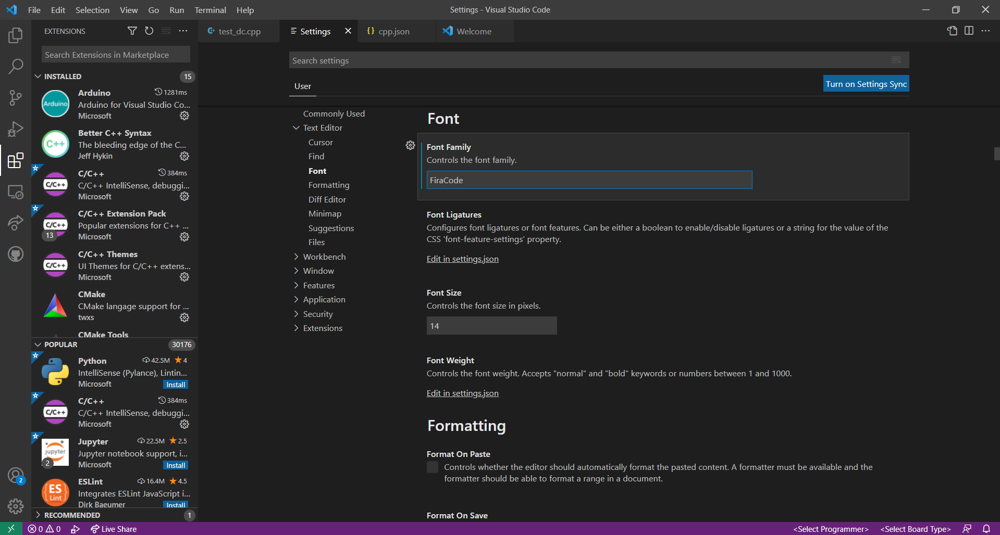 File Edit Selection View Go Run Terminal Help
Settings - Visual Studio Code
EXTENSIONS
Search Extensions in Marketplace
INSTALLED 15
Arduino 1281ms
Arduino for Visual Studio Co...
Microsoft
Better C++ Syntax
The bleeding edge of the C...
Jeff Hykin
C/C++ 384ms
C/C++ IntelliSense, debuggi...
Microsoft
C/C++ Extension Pack
Popular extensions for C++ ...
Microsoft
13
C/C++ Themes
UI Themes for C/C++ extens...
Microsoft
CMake
CMake langage support for ...
twxs
CMake Tools
POPULAR 30176
Python 42.5M 4
IntelliSense (Pylance), Lintin...
Microsoft Install
C/C++ 384ms
C/C++ IntelliSense, debuggi...
Microsoft
Jupyter 22.5M 2.5
Jupyter notebook support, i...
Microsoft Install
2
ESLint 16.4M 4.5
Integrates ESLint JavaScript i...
Dirk Baeumer Install
RECOMMENDED 1
Arduino
C++
C/C++
C/C++
C/C++
C/C++
jupyter
ES
Lint
2
test_dc.cpp Settings cpp.json Welcome
Search settings
User
Turn on Settings Sync
Commonly Used
Text Editor
Cursor
Find
Font
Formatting
Diff Editor
Minimap
Suggestions
Files
Workbench
Window
Features
Application
Security
Extensions
Font
Font Family
Controls the font family.
FiraCode
Font Ligatures
Configures font ligatures or font features. Can be either a boolean to enable/disable ligatures or a string for the value of the
CSS 'font-feature-settings' property.
Edit in settings.json
Font Size
Controls the font size in pixels.
14
Font Weight
Controls the font weight. Accepts "normal" and "bold" keywords or numbers between 1 and 1000.
Edit in settings.json
Formatting
Format On Paste
Controls whether the editor should automatically format the pasted content. A formatter must be available and the
formatter should be able to format a range in a document.
Format On Save
0 0 Live Share
<Select Programmer> <Select Board Type>